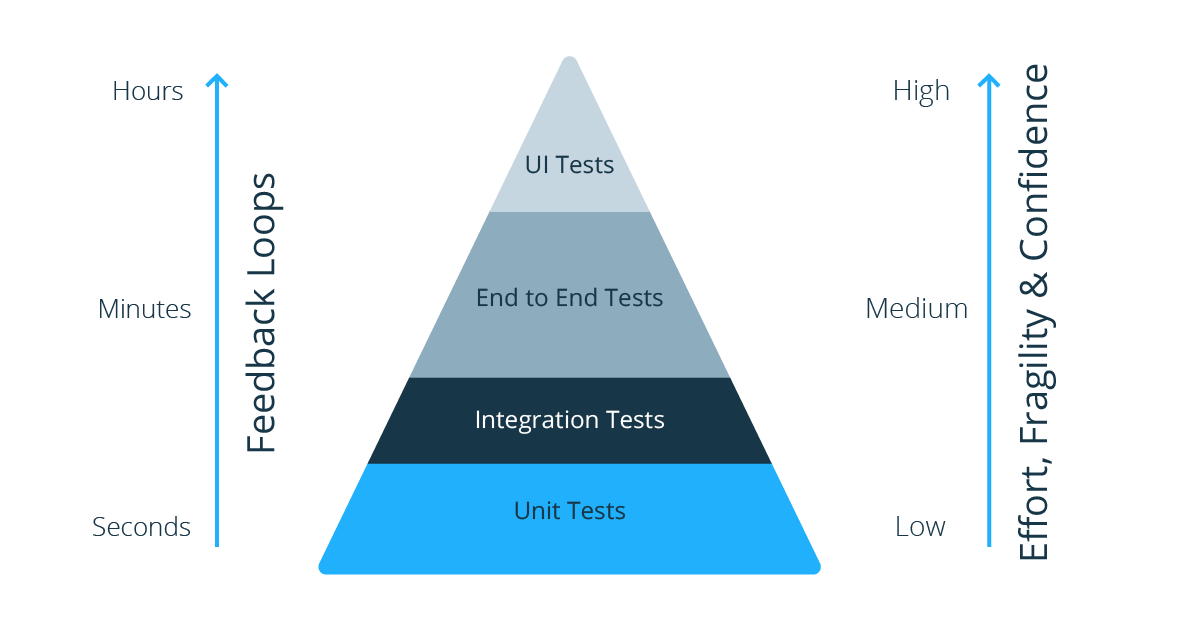 Hours
Minutes
Seconds
Feedback Loops
UI Tests
End to End Tests
Integration Tests
Unit Tests
High
Medium
Low
Effort, Fragility & Confidence